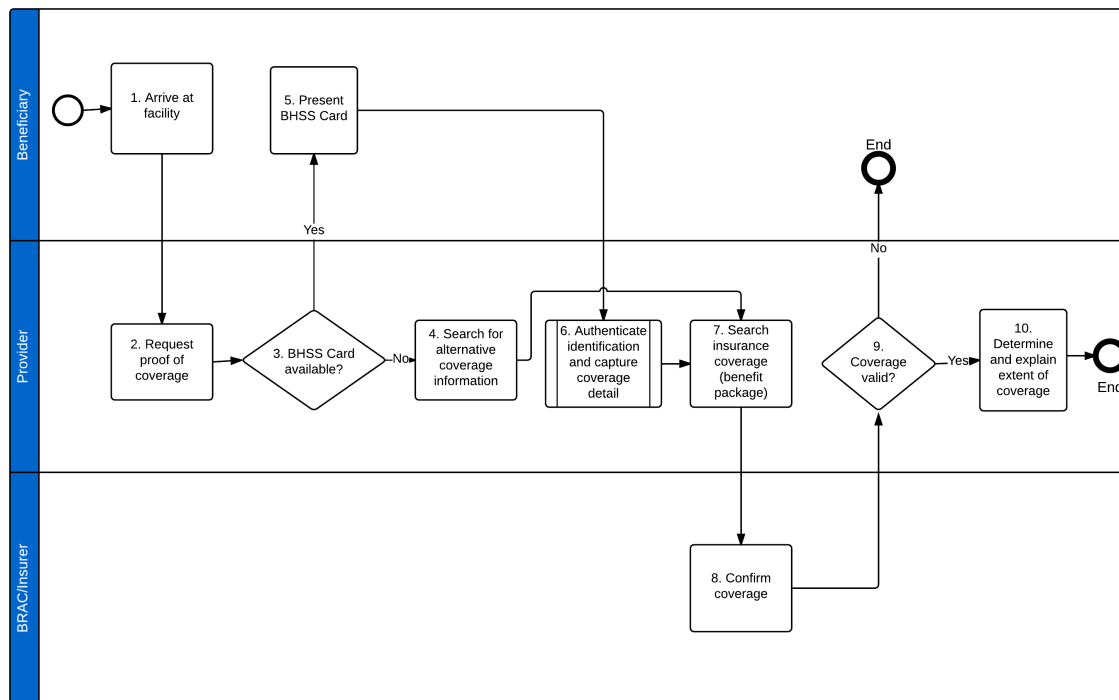 Beneficiary
1. Arrive at
facility
5. Present
BHSS Card
Yes
End
No
Provider
2. Request
proof of
coverage
3. BHSS Card
available?
No
4. Search for
alternative
coverage
information
6. Authenticate
identification
and capture
coverage
detail
7. Search
insurance
coverage
(benefit
package)
9.
Coverage
valid?
Yes
10.
Determine
and explain
extent of
coverage
End
BRAC/Insurer
8. Confirm
coverage